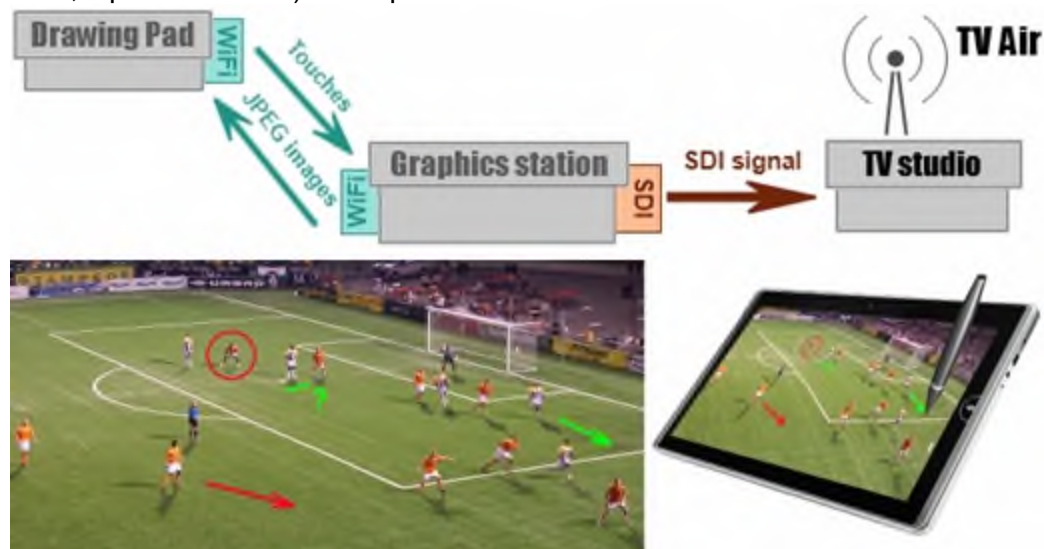 Drawing Pad
WiFi
Touches
JPEG images
WiFi
Graphics station
SDI
SDI signal
TV Air
TV studio